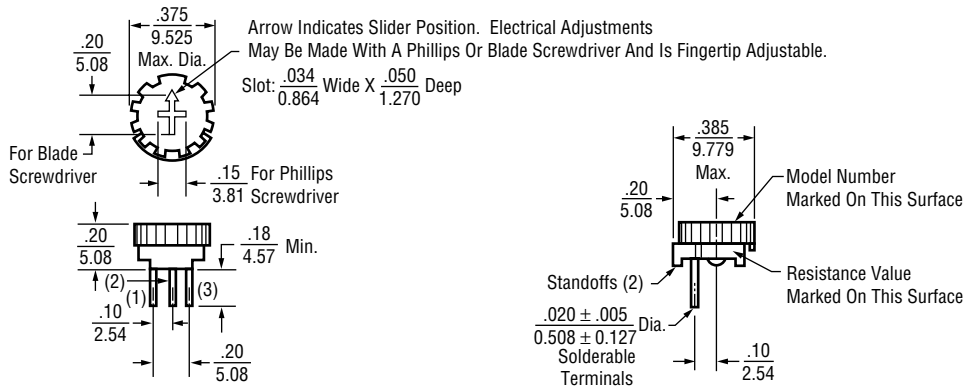 .375
9.525
Max. Dia.
.20
5.08
Arrow Indicates Slider Position. Electrical Adjustments
May Be Made With A Phillips Or Blade Screwdriver And Is Fingertip Adjustable.
Slot: .034 Wide X .050 Deep
0.864 1.270
For Blade
Screwdriver
.15 For Phillips
3.81 Screwdriver
.20
5.08
.18 Min.
4.57
(2)
(1)
(3)
.10
2.54
.20
5.08
.385
9.779
Max.
.20
5.08
Model Number
Marked On This Surface
Standoffs (2)
Resistance Value
Marked On This Surface
.020 ± .005 Dia.
0.508 ± 0.127
Solderable
Terminals
.10
2.54